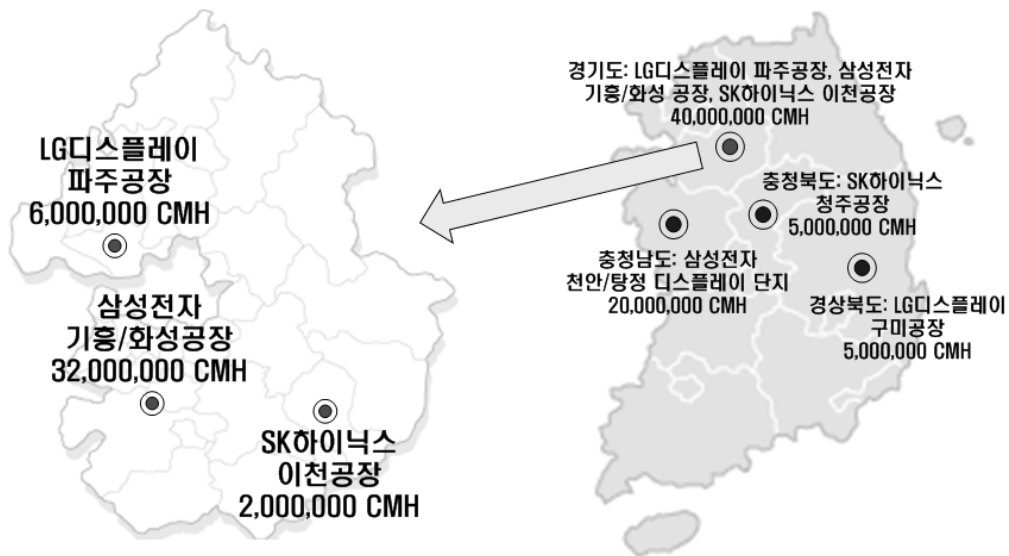 LG디스플레이
파주공장
6,000,000 CMH
삼성전자
기흥/화성공장
32,000,000 CMH
SK하이닉스
이천공장
2,000,000 CMH
경기도: LG디스플레이 파주공장, 삼성전자
기흥/화성 공장, SK하이닉스 이천공장
40,000,000 CMH
충청북도: SK하이닉스
청주공장
5,000,000 CMH
충청남도: 삼성전자
천안/탕정 디스플레이 단지
20,000,000 CMH
경상북도: LG디스플레이
구미공장
5,000,000 CMH